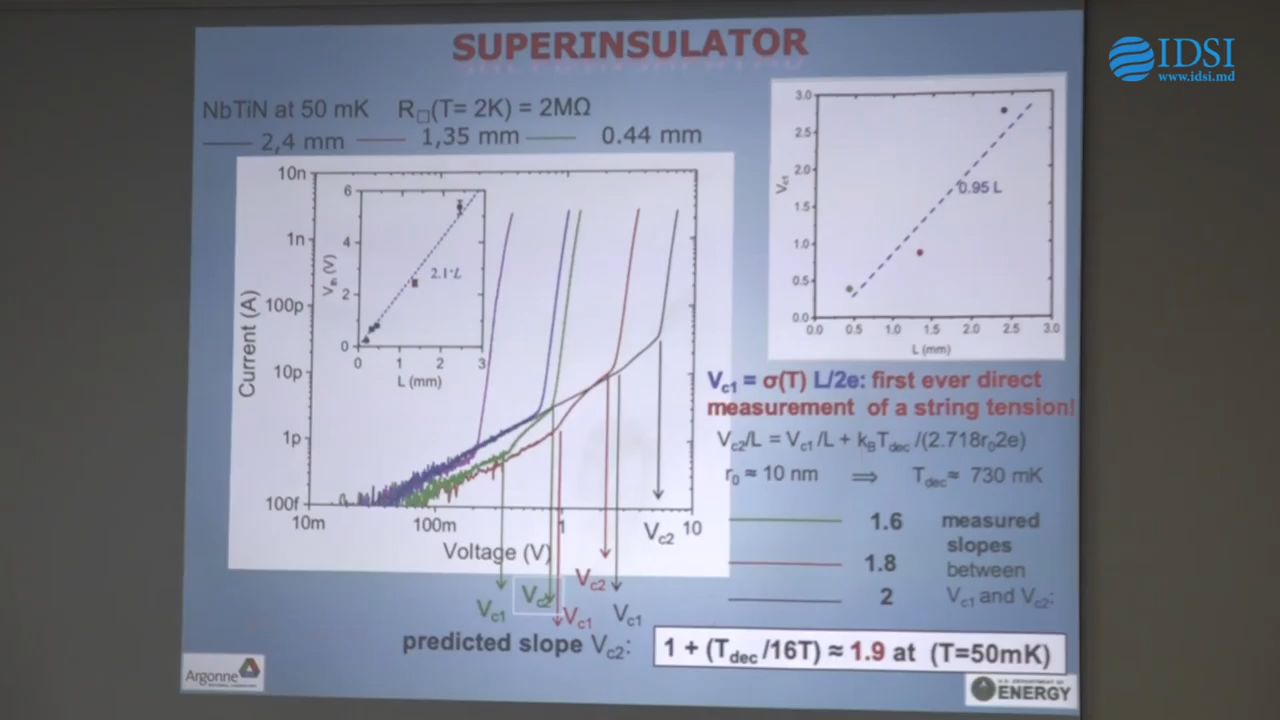 IDSI
www.idsi.md
SUPERINSULATOR
NbTiN at 50 mK R□(T= 2K) = 2MΩ
2,4 mm 1,35 mm 0.44 mm
10n
1n
100p
10p
1p
100f
Current (A)
10m 100m 1 10
Voltage (V)
6
4
2
0
Vth (V)
2.1*L
0 1 2 3
L (mm)
Vc2
Vc2
Vc2
Vc1
Vc1
Vc1
3.0
2.5
2.0
1.5
1.0
0.5
0.0
Vc1
0.95 L
0.0 0.5 1.0 1.5 2.0 2.5 3.0
L (mm)
Vc1 = σ(T) L/2e: first ever direct
measurement of a string tension!
Vc2/L = Vc1/L + kBTdec/(2.718r02e)
r0 ≈ 10 nm ⟹ Tdec≈ 730 mK
1.6 measured
slopes
1.8 between
2 Vc1 and Vc2:
predicted slope Vc2: 1 + (Tdec/16T) ≈ 1.9 at (T=50mK)
Argonne
ENERGY